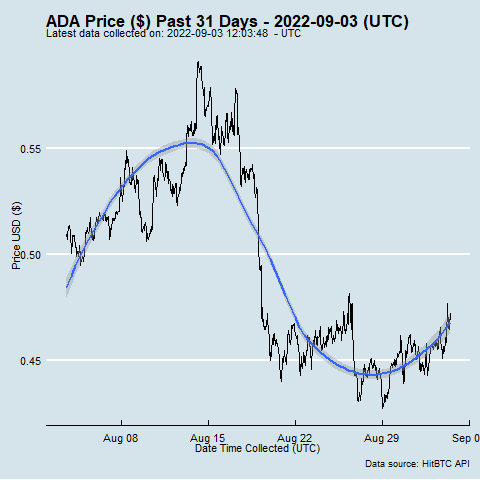 ADA Price ($) Past 31 Days - 2022-09-03 (UTC)
Latest data collected on: 2022-09-03 12:03:48 - UTC
Price USD ($)
0.55
0.50
0.45
Aug 08
Aug 15
Aug 22
Aug 29
Sep 0
Date Time Collected (UTC)
Data source: HitBTC API